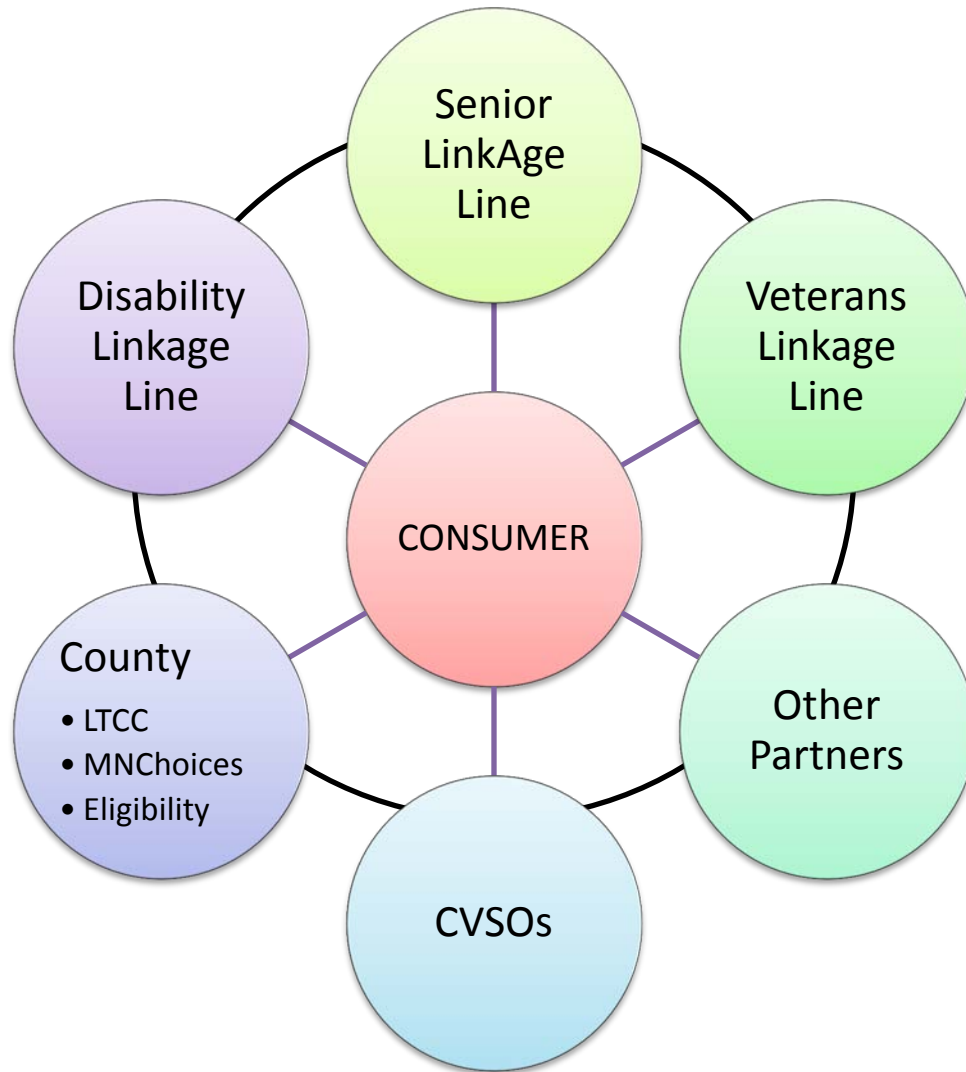 Senior
LinkAge
Line
Disability
Linkage
Line
Veterans
Linkage
Line
CONSUMER
County
• LTCC
• MNChoices
• Eligibility
Other
Partners
CVSOs